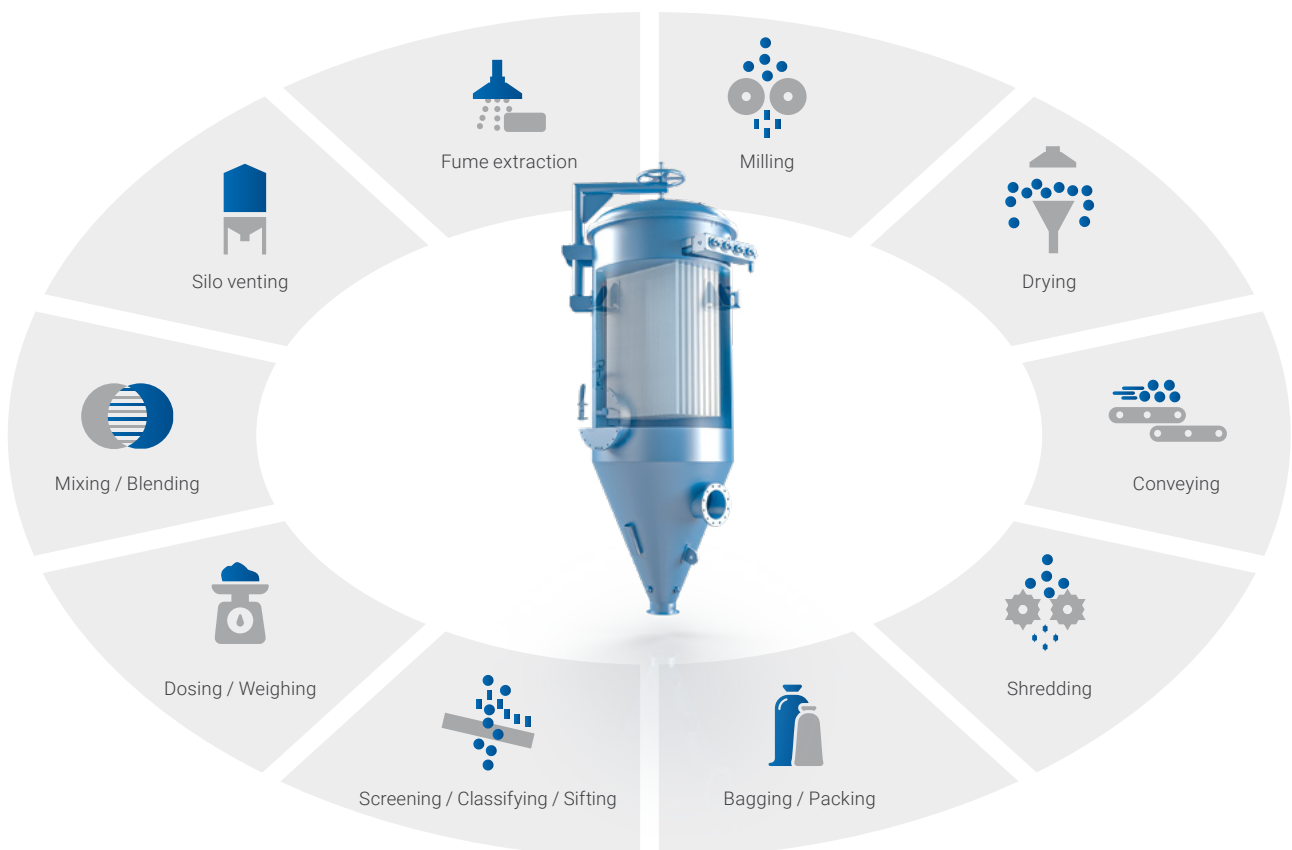 Fume extraction
Milling
Silo venting
Drying
Mixing / Blending
Conveying
Dosing / Weighing
Shredding
Screening / Classifying / Sifting
Bagging / Packing